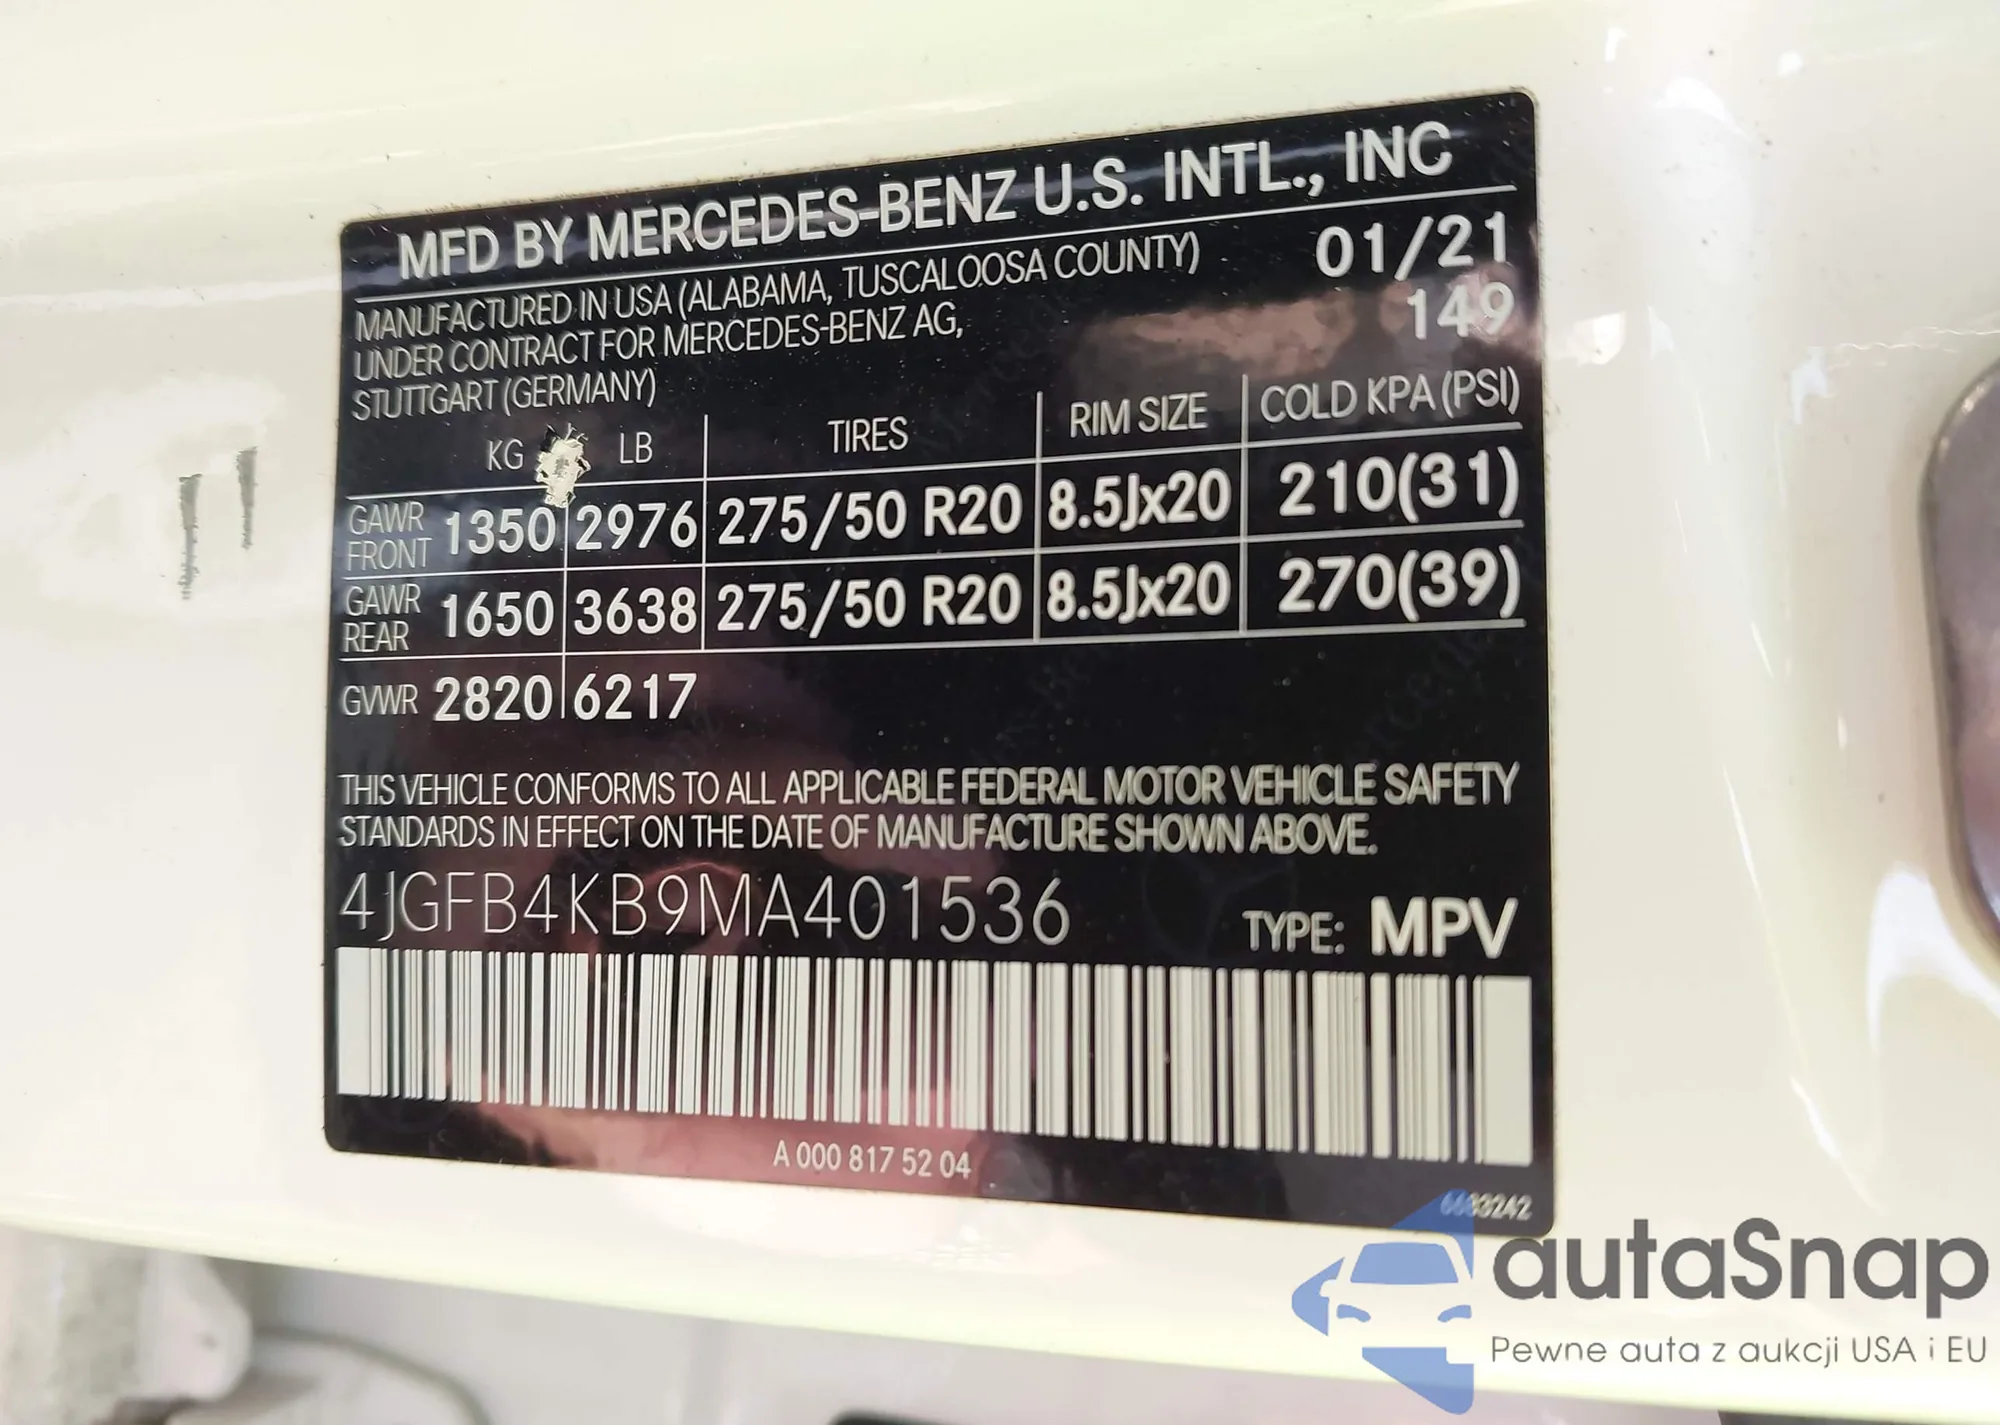 MFD BY MERCEDES-BENZ U.S. INTL., INC
MANUFACTURED IN USA (ALABAMA, TUSCALOOSA COUNTY) 01/21
UNDER CONTRACT FOR MERCEDES-BENZ AG, 149
STUTTGART (GERMANY)
KG LB TIRES RIM SIZE COLD KPA (PSI)
GAWR FRONT 1350 2976 275/50 R20 8.5Jx20 210(31)
GAWR REAR 1650 3638 275/50 R20 8.5Jx20 270(39)
GVWR 2820 6217
THIS VEHICLE CONFORMS TO ALL APPLICABLE FEDERAL MOTOR VEHICLE SAFETY
STANDARDS IN EFFECT ON THE DATE OF MANUFACTURE SHOWN ABOVE.
4JGFB4KB9MA401536 TYPE: MPV
A 000 817 52 04
6683242
autaSnap
Pewne auta z aukcji USA i EU